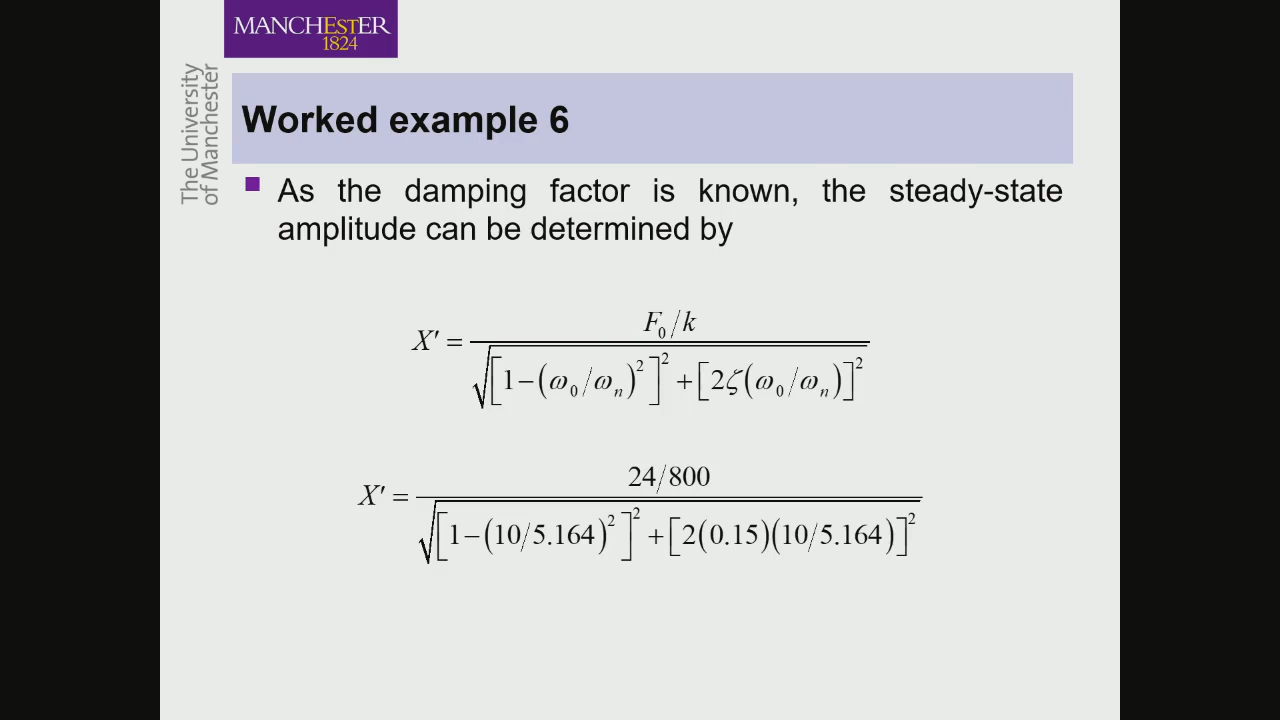 MANCHESTER
1824
The University
of Manchester
Worked example 6
As the damping factor is known, the steady-state
amplitude can be determined by
X′ = F₀/k / √([1−(ω₀/ωₙ)²]² + [2ζ(ω₀/ωₙ)]²)
X′ = 24/800 / √([1−(10/5.164)²]² + [2(0.15)(10/5.164)]²)